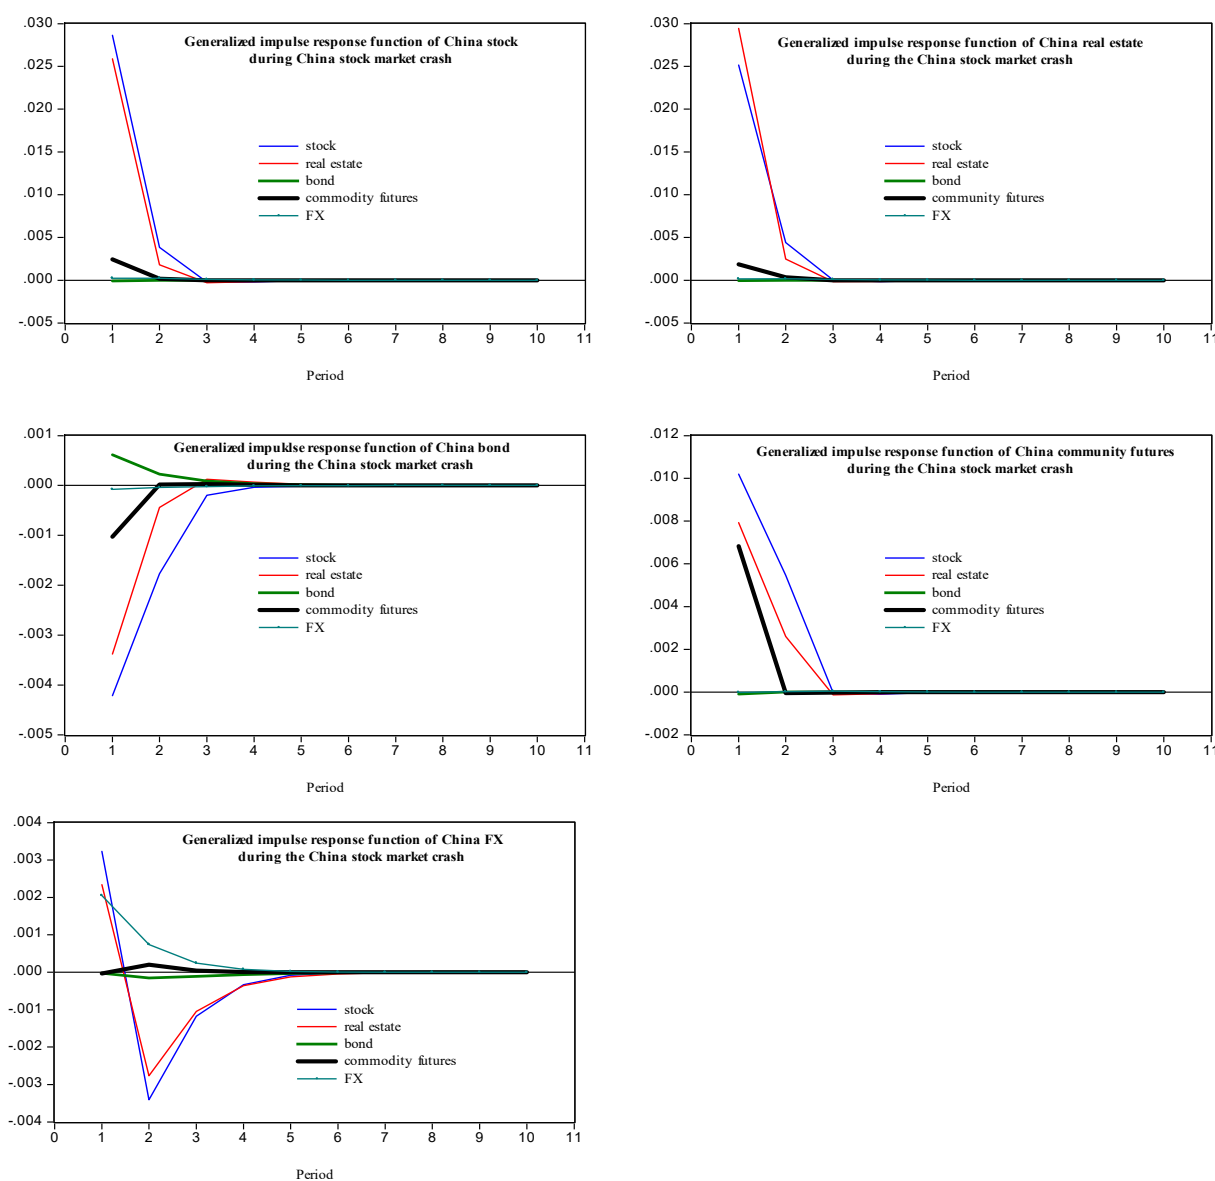 Generalized impulse response function of China stock
during China stock market crash
.030
.025
.020
.015
.010
.005
.000
-.005
stock
real estate
bond
commodity futures
FX
0 1 2 3 4 5 6 7 8 9 10 11
Period
Generalized impulse response function of China real estate
during the China stock market crash
.030
.025
.020
.015
.010
.005
.000
-.005
stock
real estate
bond
community futures
FX
0 1 2 3 4 5 6 7 8 9 10 11
Period
Generalized impuklse response function of China bond
during the China stock market crash
.001
.000
-.001
-.002
-.003
-.004
-.005
stock
real estate
bond
commodity futures
FX
0 1 2 3 4 5 6 7 8 9 10 11
Period
Generalized impulse response function of China community futures
during the China stock market crash
.012
.010
.008
.006
.004
.002
.000
-.002
stock
real estate
bond
commodity futures
FX
0 1 2 3 4 5 6 7 8 9 10 11
Period
Generalized impulse response function of China FX
during the China stock market crash
.004
.003
.002
.001
.000
-.001
-.002
-.003
-.004
stock
real estate
bond
commodity futures
FX
0 1 2 3 4 5 6 7 8 9 10 11
Period